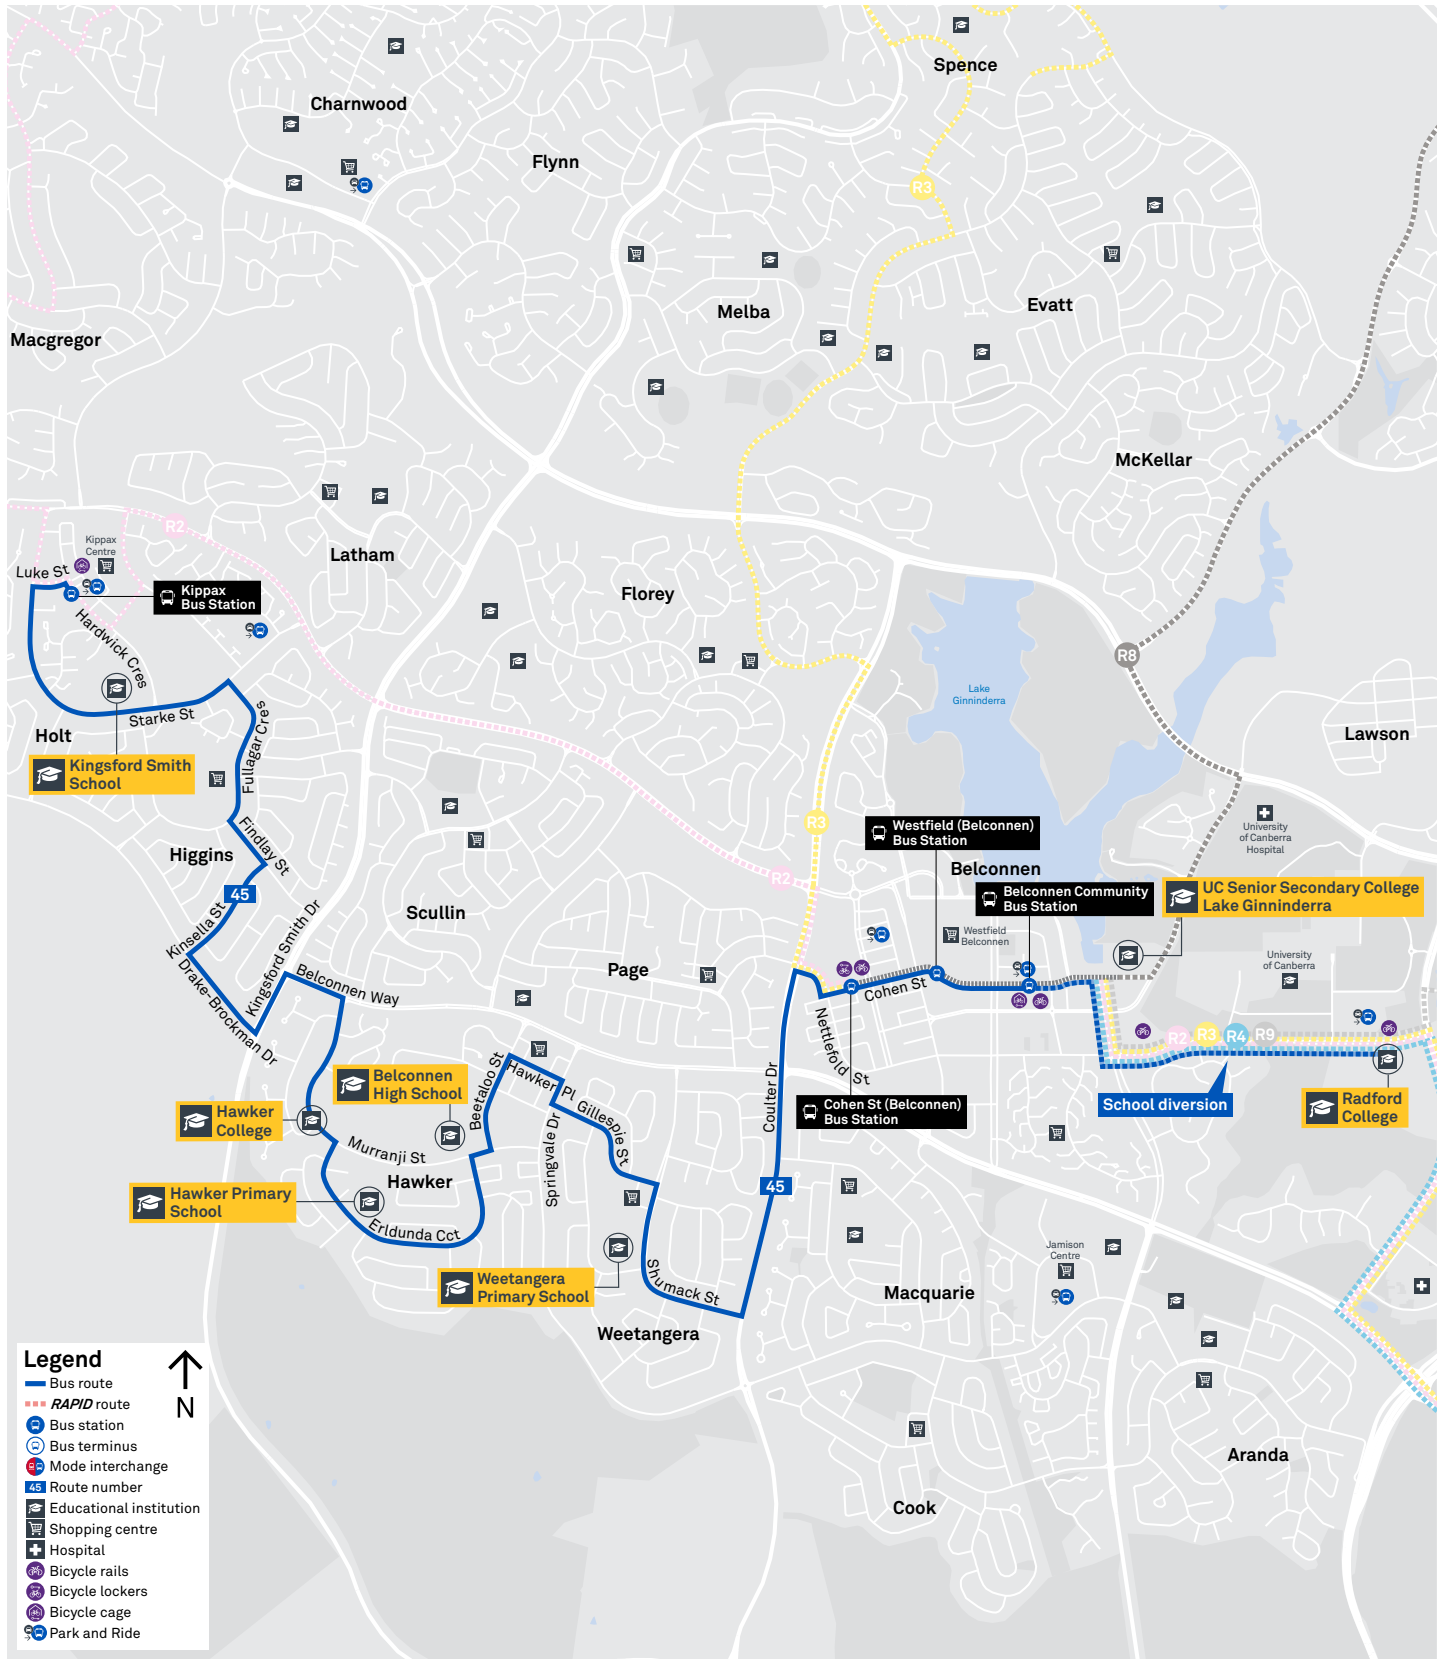 Spence
Charnwood
Flynn
R3
Melba
Evatt
Macgregor
McKellar
R2
Kippax
Centre
Latham
Luke St
Kippax
Bus Station
Florey
Hardwick Cres
R8
Lake
Ginninderra
Starke St
Fullagar Cres
Holt
Lawson
Kingsford Smith
School
R3
Westfield (Belconnen)
Bus Station
University
of Canberra
Hospital
Findlay St
Higgins
Belconnen
R2
45
Belconnen Community
Bus Station
UC Senior Secondary College
Lake Ginninderra
Scullin
Kinsella St
Kingsford Smith Dr
Westfield
Belconnen
University
of Canberra
Page
Drake-Brockman Dr
Belconnen Way
Cohen St
Nettlefold St
R2
R3
R4
R9
Coulter Dr
Beetaloo St
Hawker Pl
Belconnen
High School
Gillespie St
Springvale Dr
Cohen St (Belconnen)
Bus Station
School diversion
Radford
College
Hawker
College
Murranji St
Hawker
45
Hawker Primary
School
Erldunda Cct
Jamison
Centre
Weetangera
Primary School
Shumack St
Macquarie
Weetangera
Aranda
Cook
Legend
N
Bus route
RAPID route
Bus station
Bus terminus
Mode interchange
45 Route number
Educational institution
Shopping centre
Hospital
Bicycle rails
Bicycle lockers
Bicycle cage
Park and Ride